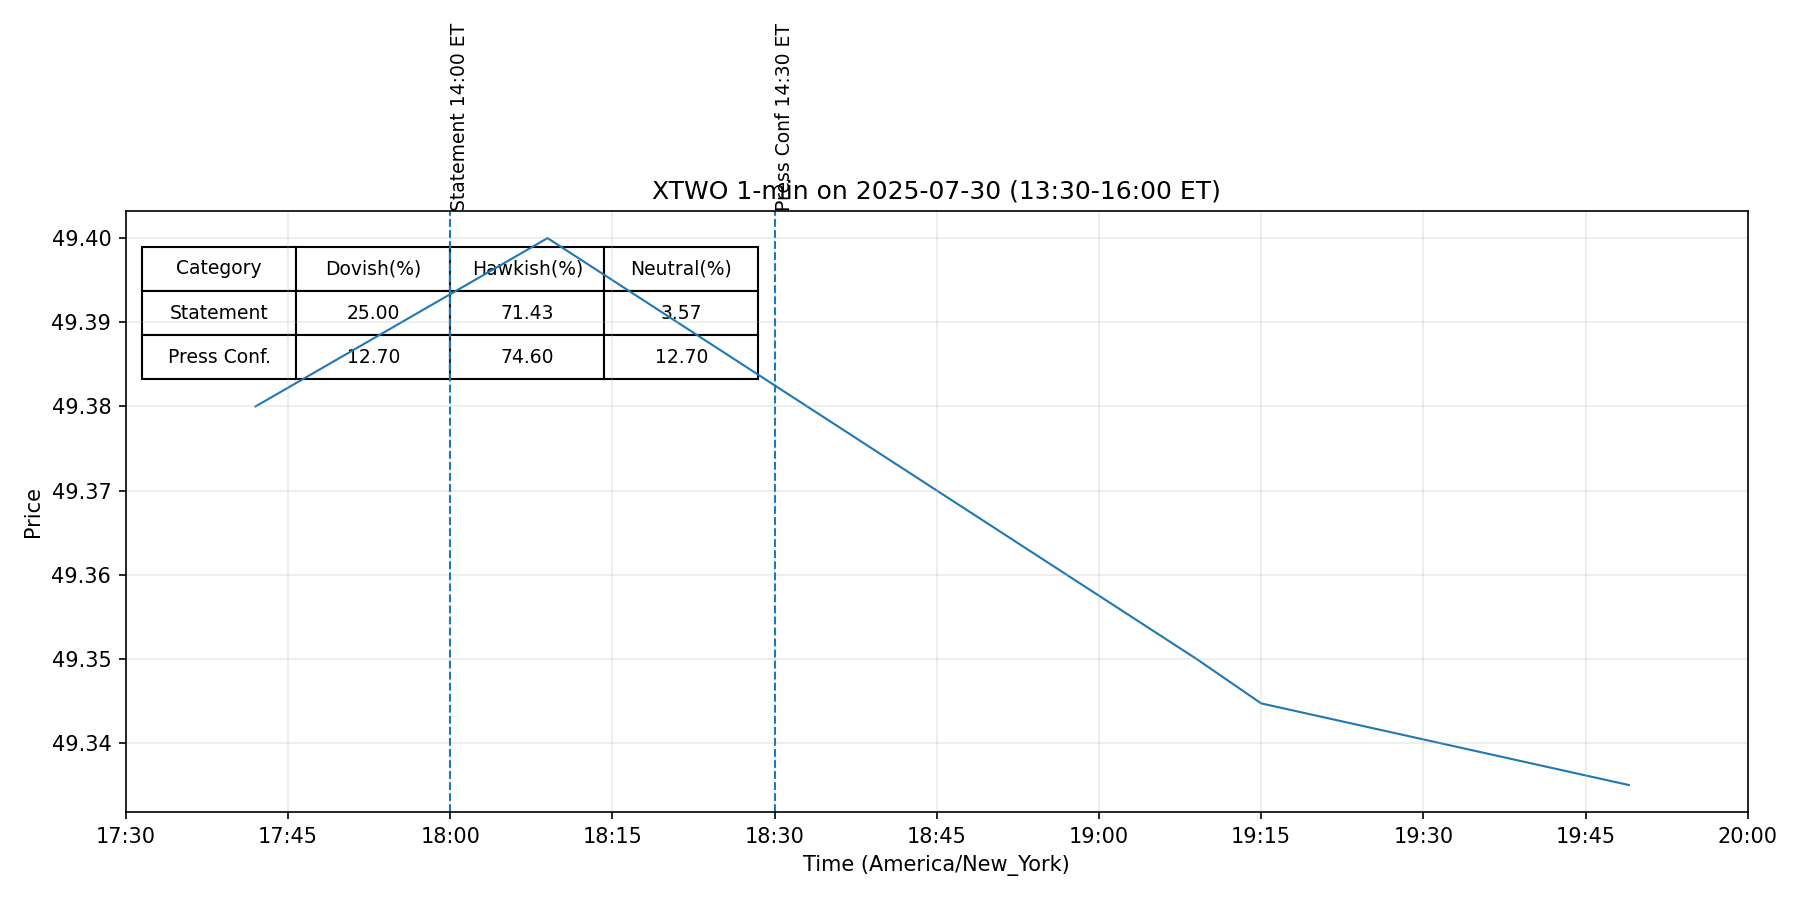 Statement 14:00 ET
Press Conf 14:30 ET
XTWO 1-min on 2025-07-30 (13:30-16:00 ET)
Category Dovish(%) Hawkish(%) Neutral(%)
Statement 25.00 71.43 3.57
Press Conf. 12.70 74.60 12.70
49.40
49.39
49.38
49.37
49.36
49.35
49.34
Price
17:30 17:45 18:00 18:15 18:30 18:45 19:00 19:15 19:30 19:45 20:00
Time (America/New_York)